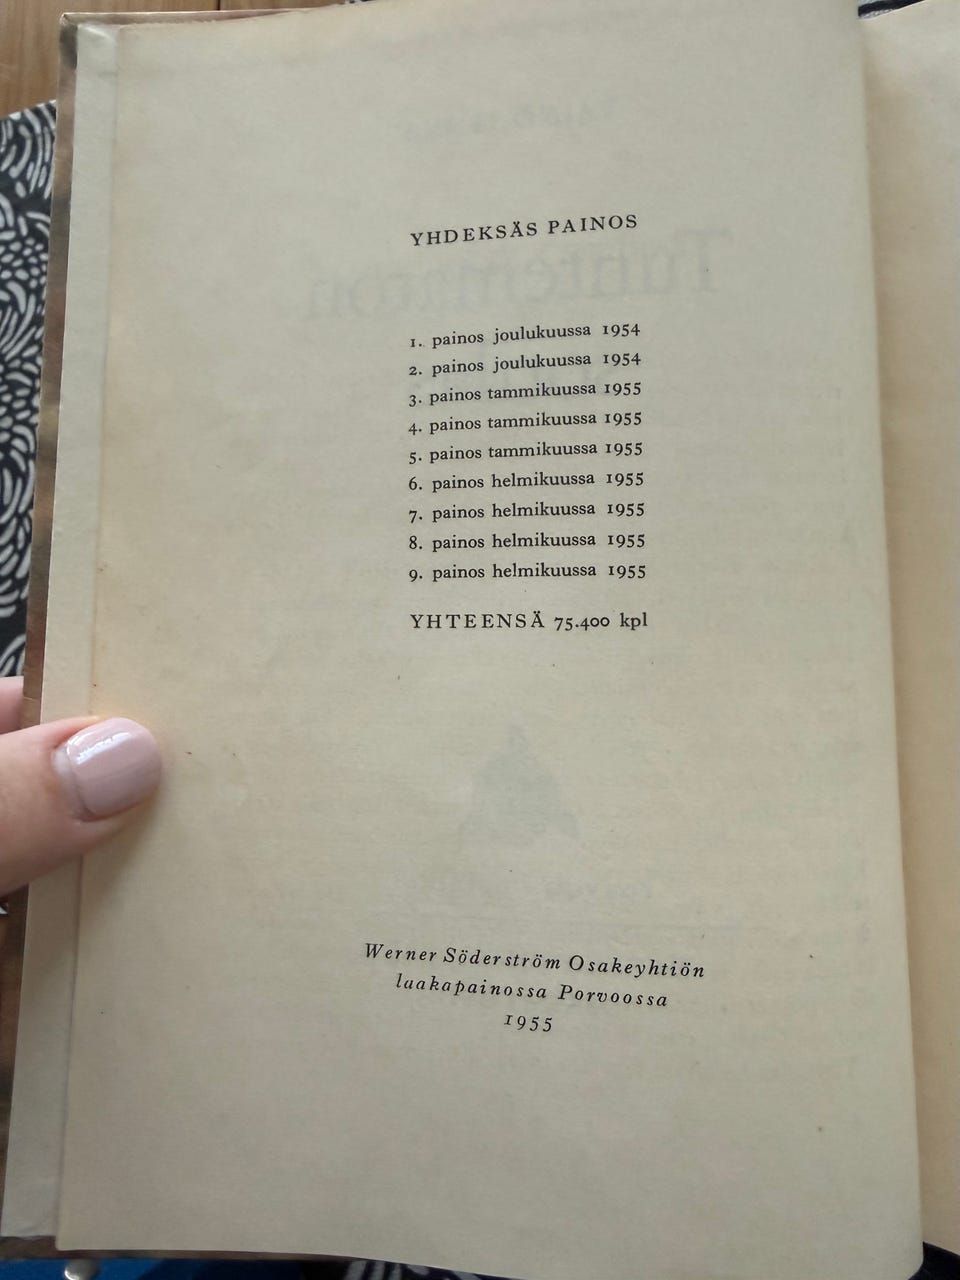 YHDEKSÄS PAINOS
1. painos joulukuussa 1954
2. painos joulukuussa 1954
3. painos tammikuussa 1955
4. painos tammikuussa 1955
5. painos tammikuussa 1955
6. painos helmikuussa 1955
7. painos helmikuussa 1955
8. painos helmikuussa 1955
9. painos helmikuussa 1955
YHTEENSÄ 75.400 kpl
Werner Söderström Osakeyhtiön
laakapainossa Porvoossa
1955